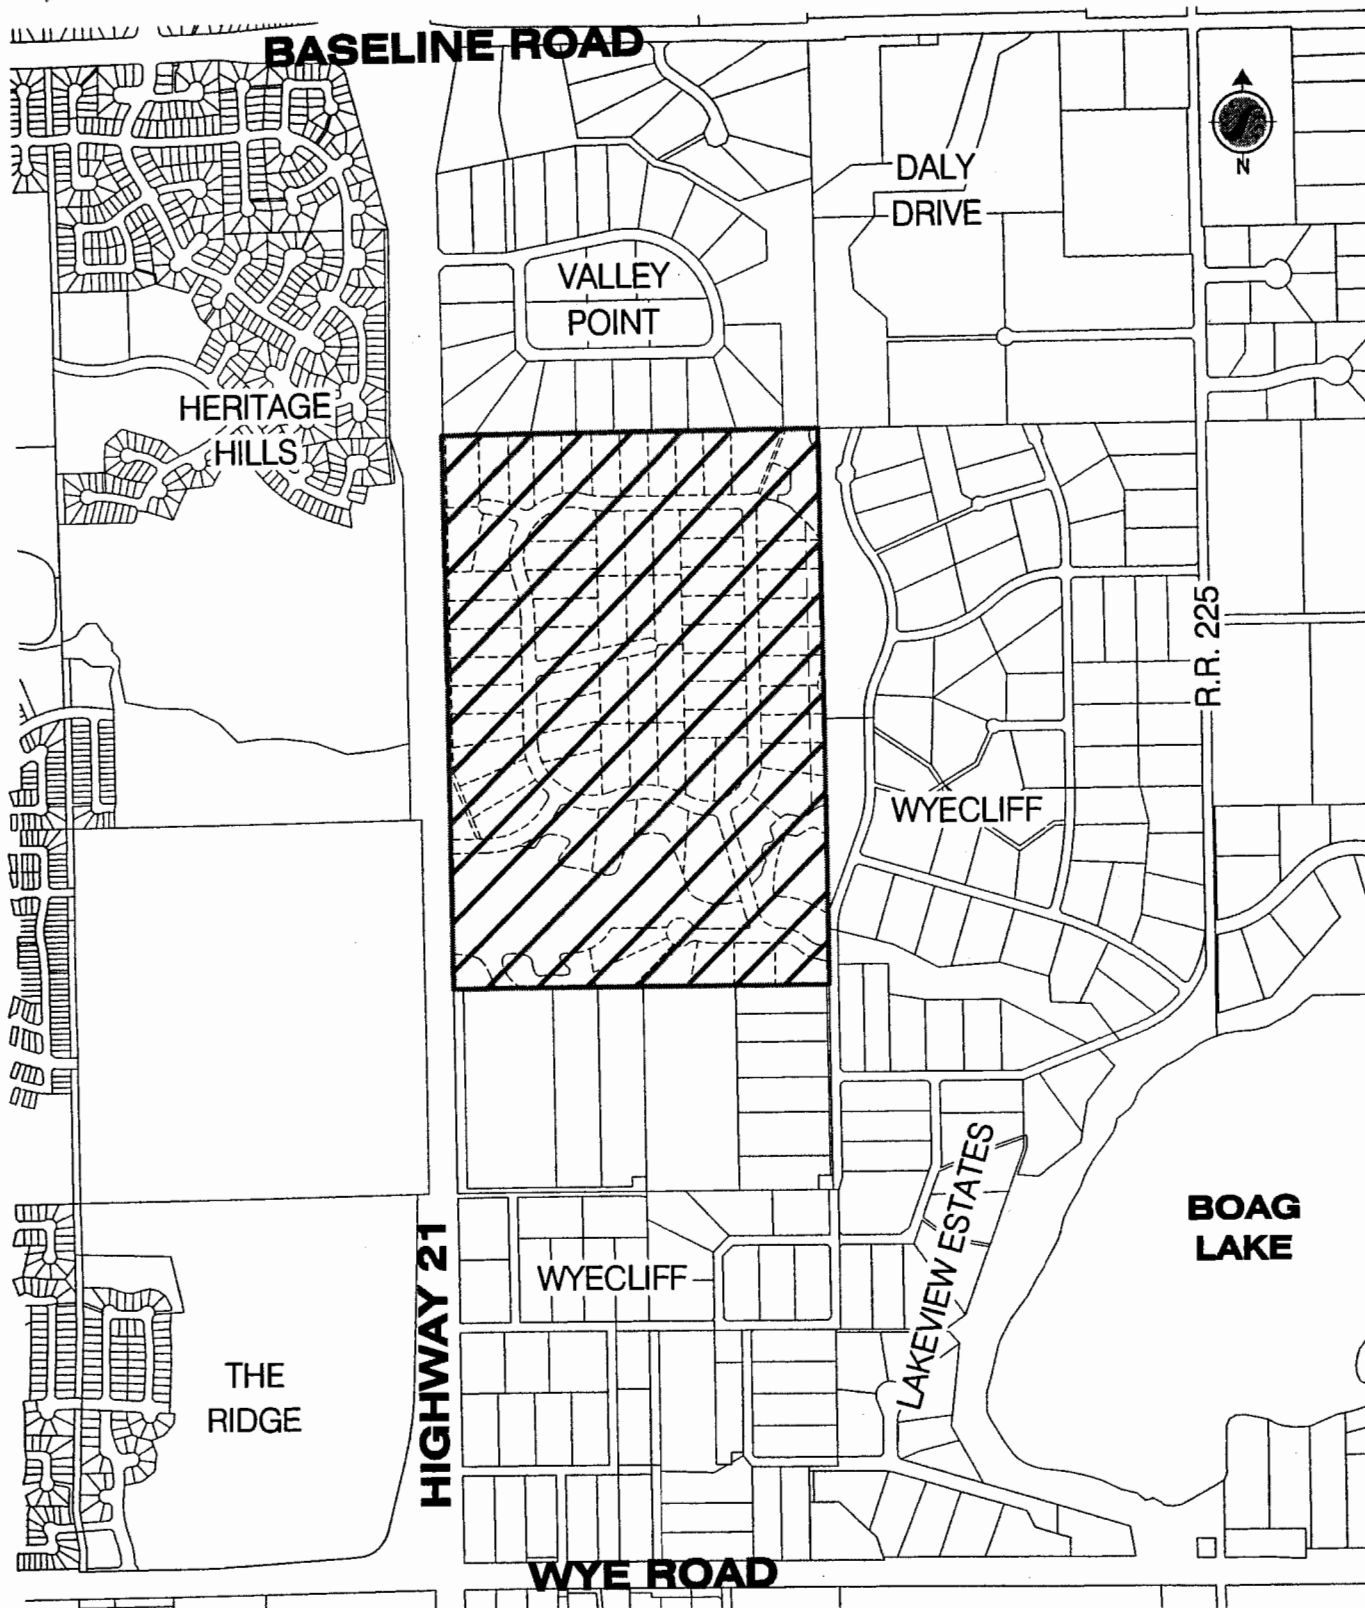 BASELINE ROAD
DALY
DRIVE
N
VALLEY
POINT
HERITAGE
HILLS
R.R. 225
WYECLIFF
LAKEVIEW ESTATES
BOAG
LAKE
WYECLIFF
HIGHWAY 21
THE
RIDGE
WYE ROAD